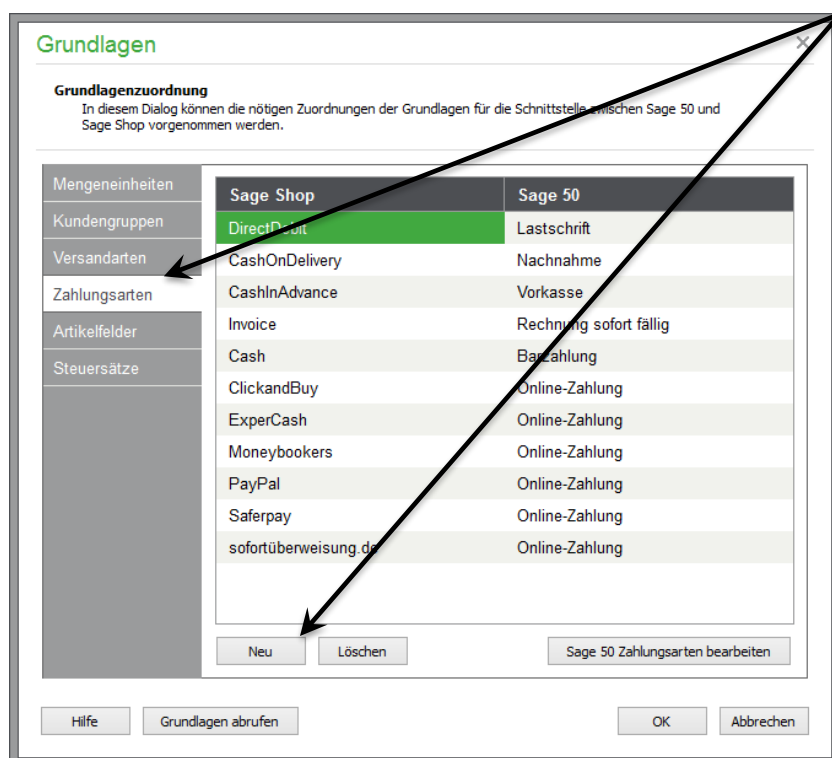 Grundlagen
Grundlagenzuordnung
In diesem Dialog können die nötigen Zuordnungen der Grundlagen für die Schnittstelle zwischen Sage 50 und
Sage Shop vorgenommen werden.
Mengeneinheiten
Kundengruppen
Versandarten
Zahlungsarten
Artikelfelder
Steuersätze
Sage Shop Sage 50
DirectDebit Lastschrift
CashOnDelivery Nachnahme
CashInAdvance Vorkasse
Invoice Rechnung sofort fällig
Cash Barzahlung
ClickandBuy Online-Zahlung
ExperCash Online-Zahlung
Moneybookers Online-Zahlung
PayPal Online-Zahlung
Saferpay Online-Zahlung
sofortüberweisung.de Online-Zahlung
Neu Löschen Sage 50 Zahlungsarten bearbeiten
Hilfe Grundlagen abrufen OK Abbrechen